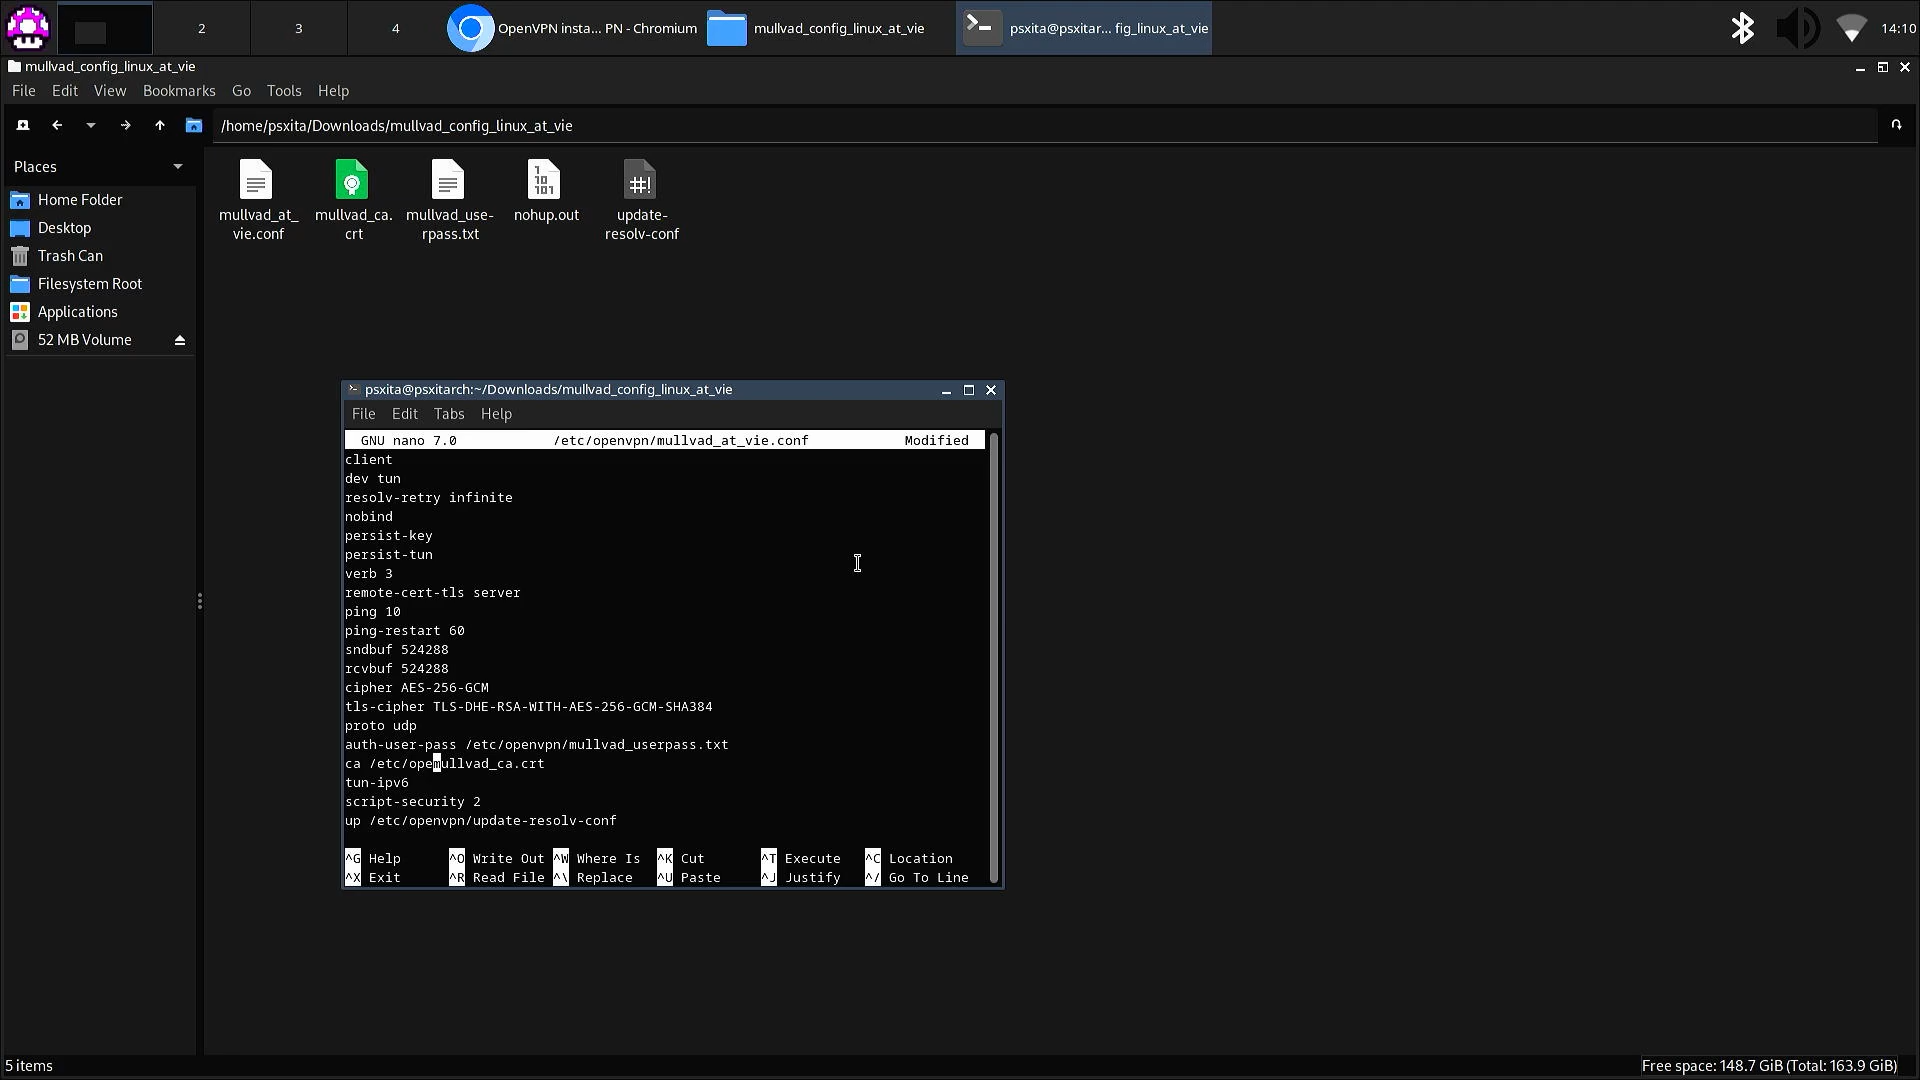 2
3
4
OpenVPN insta... PN - Chromium
mullvad_config_linux_at_vie
psxita@psxitar... fig_linux_at_vie
14:10
mullvad_config_linux_at_vie
File Edit View Bookmarks Go Tools Help
/home/psxita/Downloads/mullvad_config_linux_at_vie
Places
Home Folder
Desktop
Trash Can
Filesystem Root
Applications
52 MB Volume
mullvad_at_
vie.conf
mullvad_ca.
crt
mullvad_use-
rpass.txt
nohup.out
update-
resolv-conf
psxita@psxitarch:~/Downloads/mullvad_config_linux_at_vie
File Edit Tabs Help
GNU nano 7.0 /etc/openvpn/mullvad_at_vie.conf Modified
client
dev tun
resolv-retry infinite
nobind
persist-key
persist-tun
verb 3
remote-cert-tls server
ping 10
ping-restart 60
sndbuf 524288
rcvbuf 524288
cipher AES-256-GCM
tls-cipher TLS-DHE-RSA-WITH-AES-256-GCM-SHA384
proto udp
auth-user-pass /etc/openvpn/mullvad_userpass.txt
ca /etc/opemullvad_ca.crt
tun-ipv6
script-security 2
up /etc/openvpn/update-resolv-conf
^G Help ^O Write Out ^W Where Is ^K Cut ^T Execute ^C Location
^X Exit ^R Read File ^\ Replace ^U Paste ^J Justify ^/ Go To Line
5 items
Free space: 148.7 GiB (Total: 163.9 GiB)